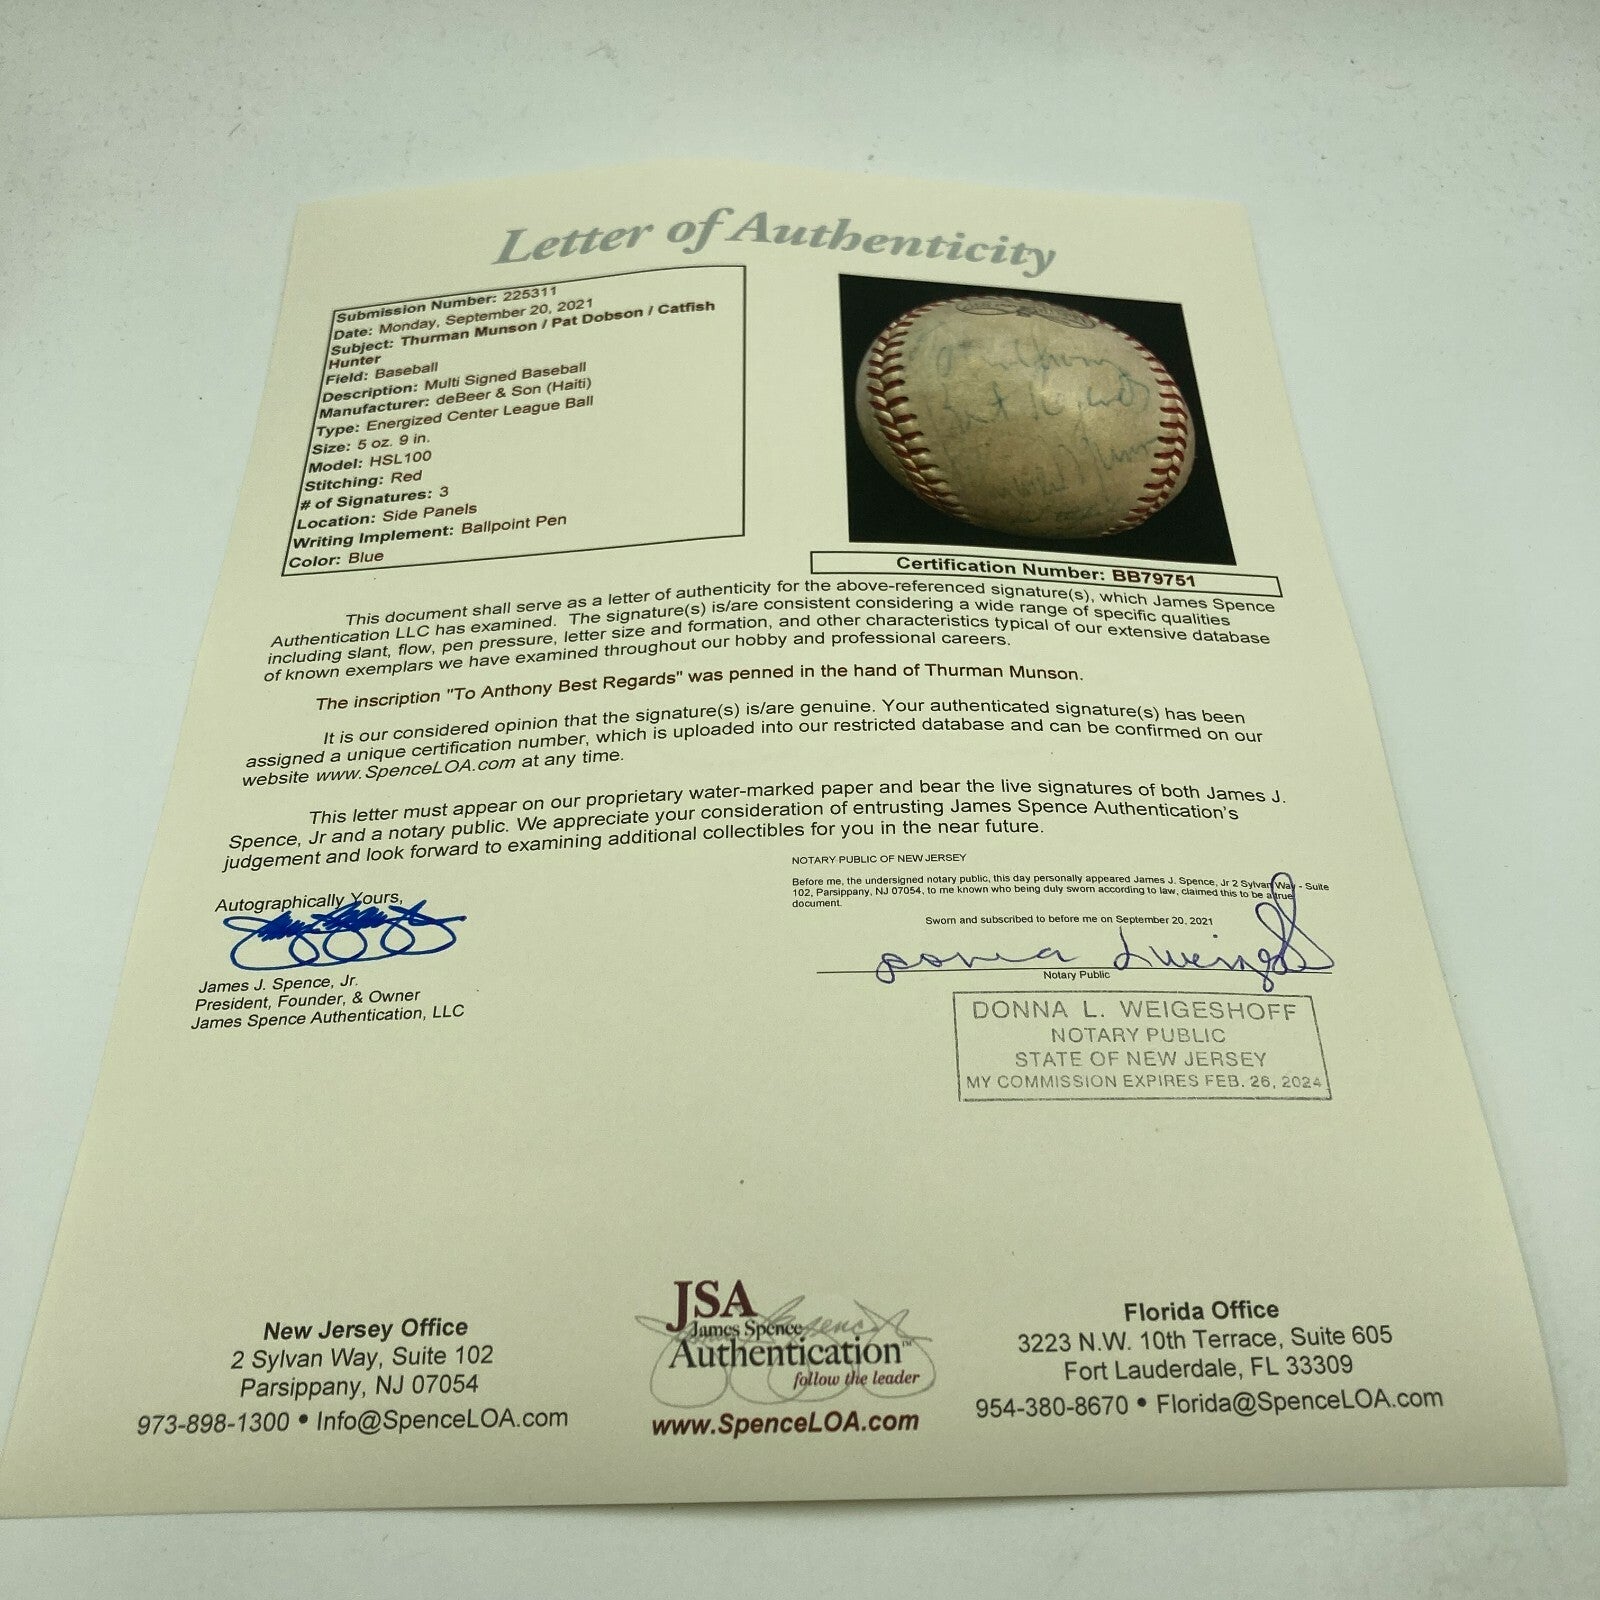 Letter of Authenticity
Submission Number: 225311
Date: Monday, September 20, 2021
Subject: Thurman Munson / Pat Dobson / Catfish
Hunter
Field: Baseball
Description: Multi Signed Baseball
Manufacturer: deBeer & Son (Haiti)
Type: Energized Center League Ball
Size: 5 oz. 9 in.
Model: HSL100
Stitching: Red
# of Signatures: 3
Location: Side Panels
Writing Implement: Ballpoint Pen
Color: Blue
Certification Number: BB79751
This document shall serve as a letter of authenticity for the above-referenced signature(s), which James Spence
Authentication LLC has examined. The signature(s) is/are consistent considering a wide range of specific qualities
including slant, flow, pen pressure, letter size and formation, and other characteristics typical of our extensive database
of known exemplars we have examined throughout our hobby and professional careers.
The inscription "To Anthony Best Regards" was penned in the hand of Thurman Munson.
It is our considered opinion that the signature(s) is/are genuine. Your authenticated signature(s) has been
assigned a unique certification number, which is uploaded into our restricted database and can be confirmed on our
website www.SpenceLOA.com at any time.
This letter must appear on our proprietary water-marked paper and bear the live signatures of both James J.
Spence, Jr and a notary public. We appreciate your consideration of entrusting James Spence Authentication's
judgement and look forward to examining additional collectibles for you in the near future.
NOTARY PUBLIC OF NEW JERSEY
Before me, the undersigned notary public, this day personally appeared James J. Spence, Jr 2 Sylvan Way - Suite
102, Parsippany, NJ 07054, to me known who being duly sworn according to law, claimed this to be a true
document.
Sworn and subscribed to before me on September 20, 2021
Notary Public
Autographically Yours,
James J. Spence, Jr.
President, Founder, & Owner
James Spence Authentication, LLC
DONNA L. WEIGESHOFF
NOTARY PUBLIC
STATE OF NEW JERSEY
MY COMMISSION EXPIRES FEB. 26, 2024
New Jersey Office
2 Sylvan Way, Suite 102
Parsippany, NJ 07054
973-898-1300 • Info@SpenceLOA.com
JSA
James Spence
Authentication™
follow the leader
www.SpenceLOA.com
Florida Office
3223 N.W. 10th Terrace, Suite 605
Fort Lauderdale, FL 33309
954-380-8670 • Florida@SpenceLOA.com